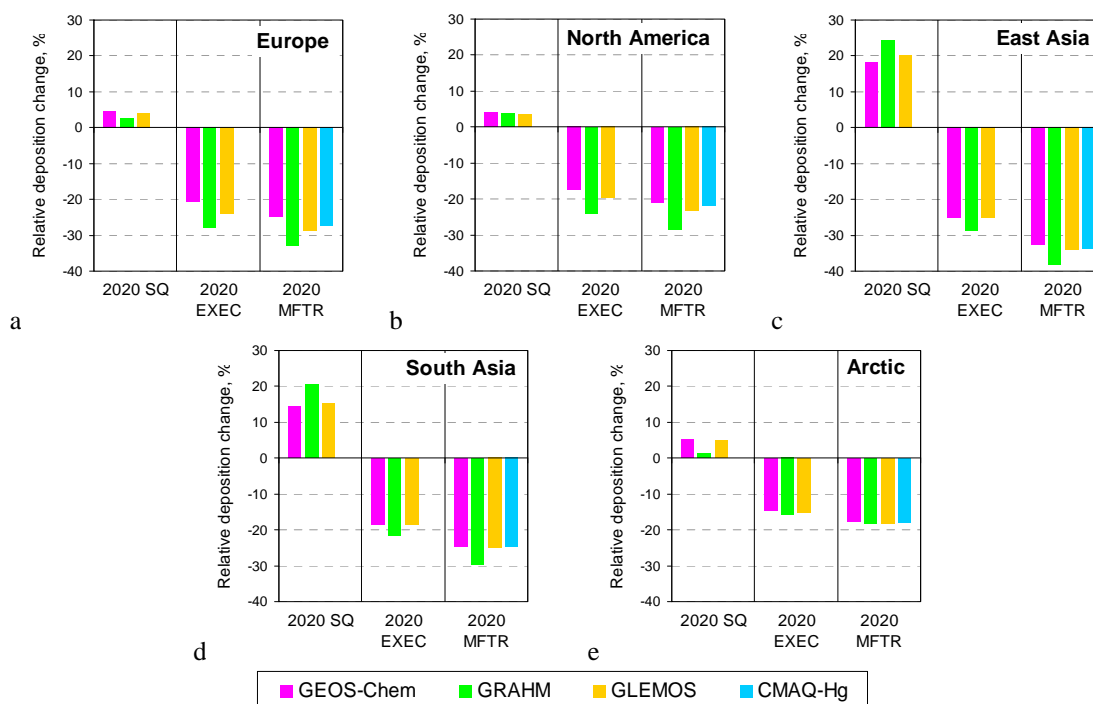 Relative deposition change, %
30
20
10
0
-10
-20
-30
-40
Europe
2020 SQ
2020
EXEC
2020
MFTR
a
Relative deposition change, %
30
20
10
0
-10
-20
-30
-40
North America
2020 SQ
2020
EXEC
2020
MFTR
b
Relative deposition change, %
30
20
10
0
-10
-20
-30
-40
East Asia
2020 SQ
2020
EXEC
2020
MFTR
c
Relative deposition change, %
30
20
10
0
-10
-20
-30
-40
South Asia
2020 SQ
2020
EXEC
2020
MFTR
d
Relative deposition change, %
30
20
10
0
-10
-20
-30
-40
Arctic
2020 SQ
2020
EXEC
2020
MFTR
e
GEOS-Chem GRAHM GLEMOS CMAQ-Hg